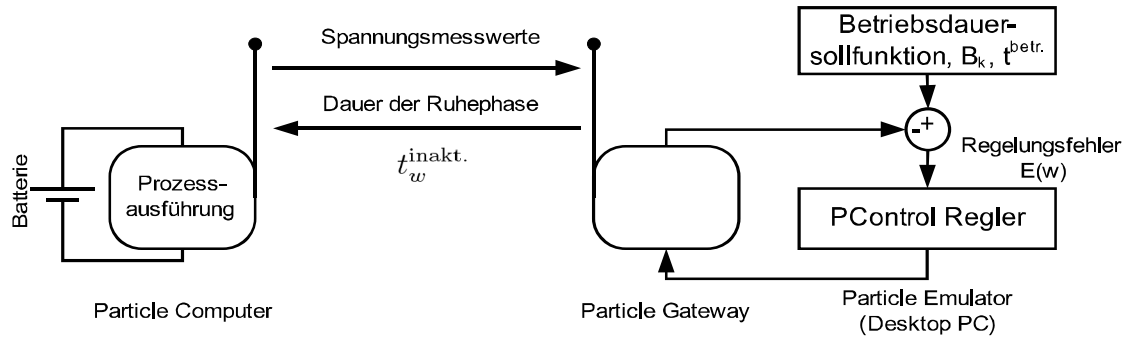 Spannungsmesswerte
Dauer der Ruhephase
t_w^inakt.
Betriebsdauer-
sollfunktion, B_k, t^betr.
- +
Regelungsfehler
E(w)
Batterie
Prozess-
ausführung
PControl Regler
Particle Computer
Particle Gateway
Particle Emulator
(Desktop PC)